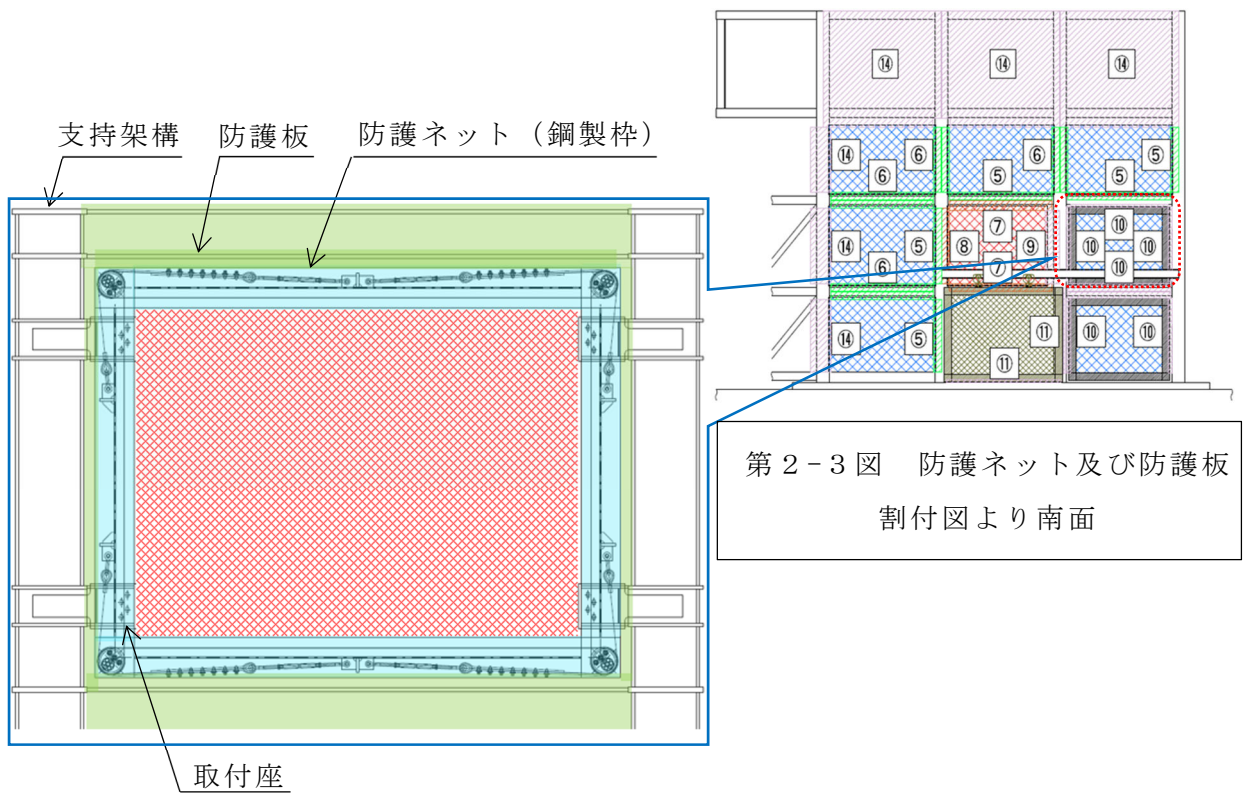 支持架構
防護板
防護ネット（鋼製枠）
取付座
⑭ ⑭ ⑭
⑭ ⑥ ⑥ ⑤ ⑥ ⑤ ⑤
⑭ ⑤ ⑥ ⑦ ⑧ ⑨ ⑦ ⑩ ⑩ ⑩ ⑩
⑭ ⑤ ⑪ ⑪ ⑩ ⑩
第２-３図　防護ネット及び防護板
割付図より南面